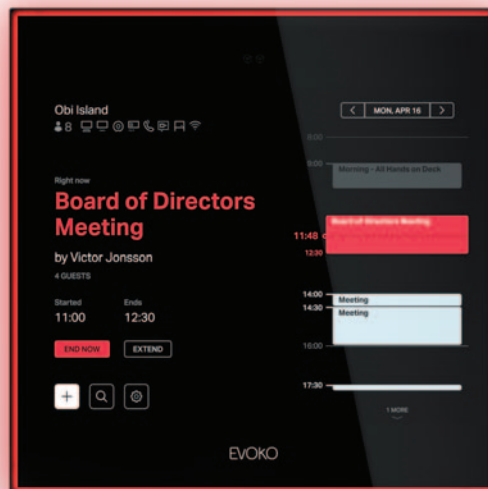 Obi Island
8
Right now
Board of Directors
Meeting
by Victor Jonsson
4 GUESTS
Started Ends
11:00 12:30
END NOW EXTEND
MON, APR 16
8:00
9:00
Morning - All Hands on Deck
Board of Directors Meeting
11:48
12:30
14:00
Meeting
14:30
Meeting
16:00
17:30
1 MORE
EVOKO